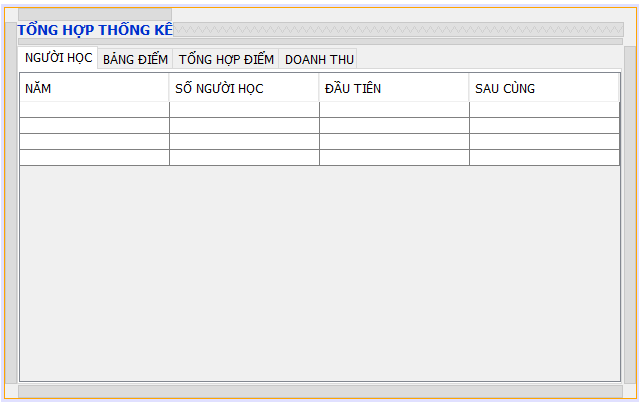 TỔNG HỢP THỐNG KÊ
NGƯỜI HỌC BẢNG ĐIỂM TỔNG HỢP ĐIỂM DOANH THU
NĂM SỐ NGƯỜI HỌC ĐẦU TIÊN SAU CÙNG